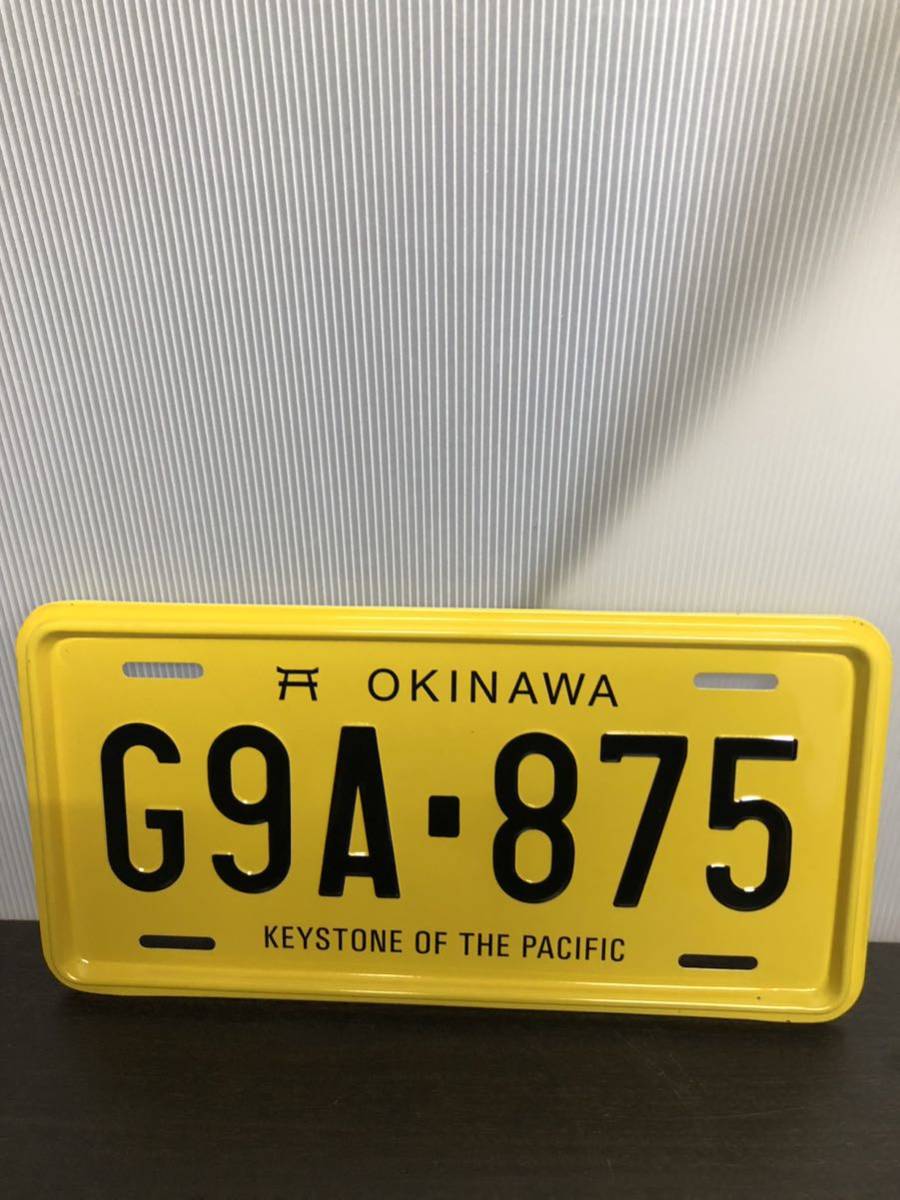 OKINAWA
G9A·875
KEYSTONE OF THE PACIFIC